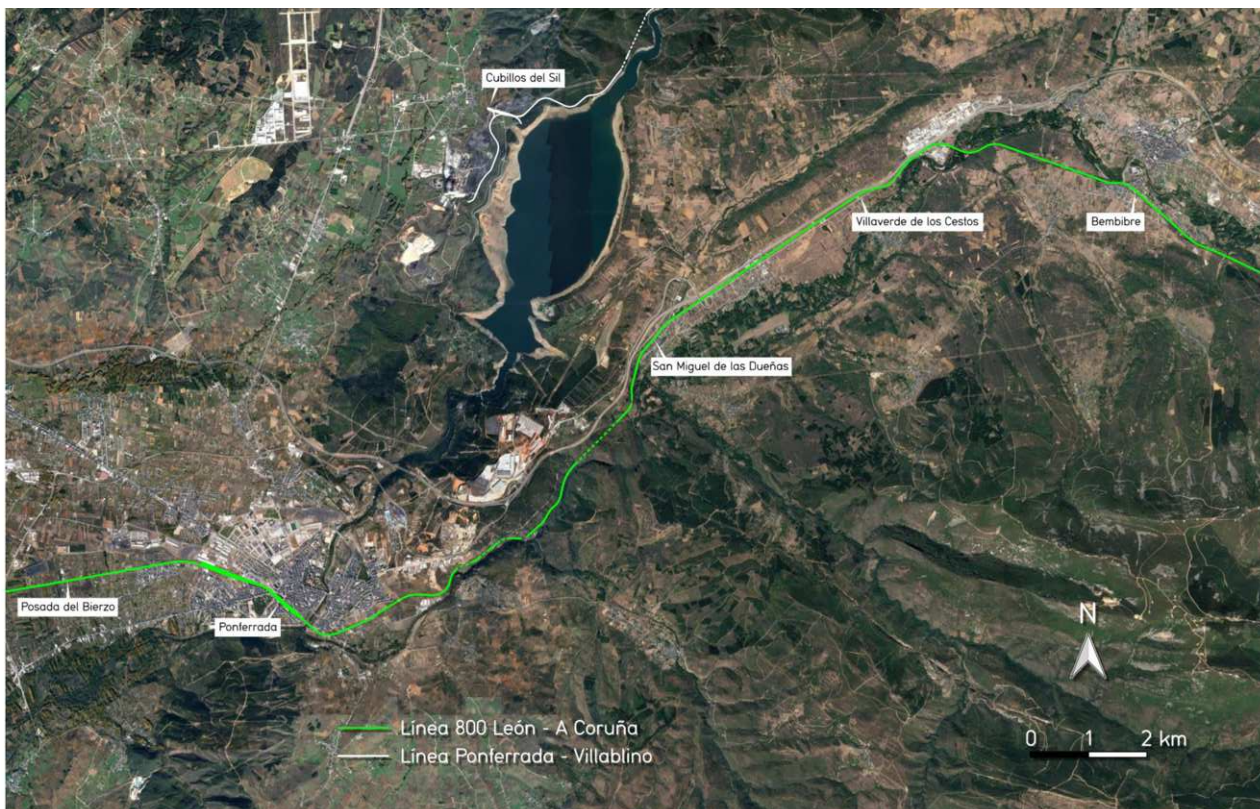 Cubillos del Sil
Villaverde de los Cestos
Bembibre
San Miguel de las Dueñas
Posada del Bierzo
Ponferrada
N
Línea 800 León - A Coruña
Línea Ponferrada - Villablino
0 1 2 km